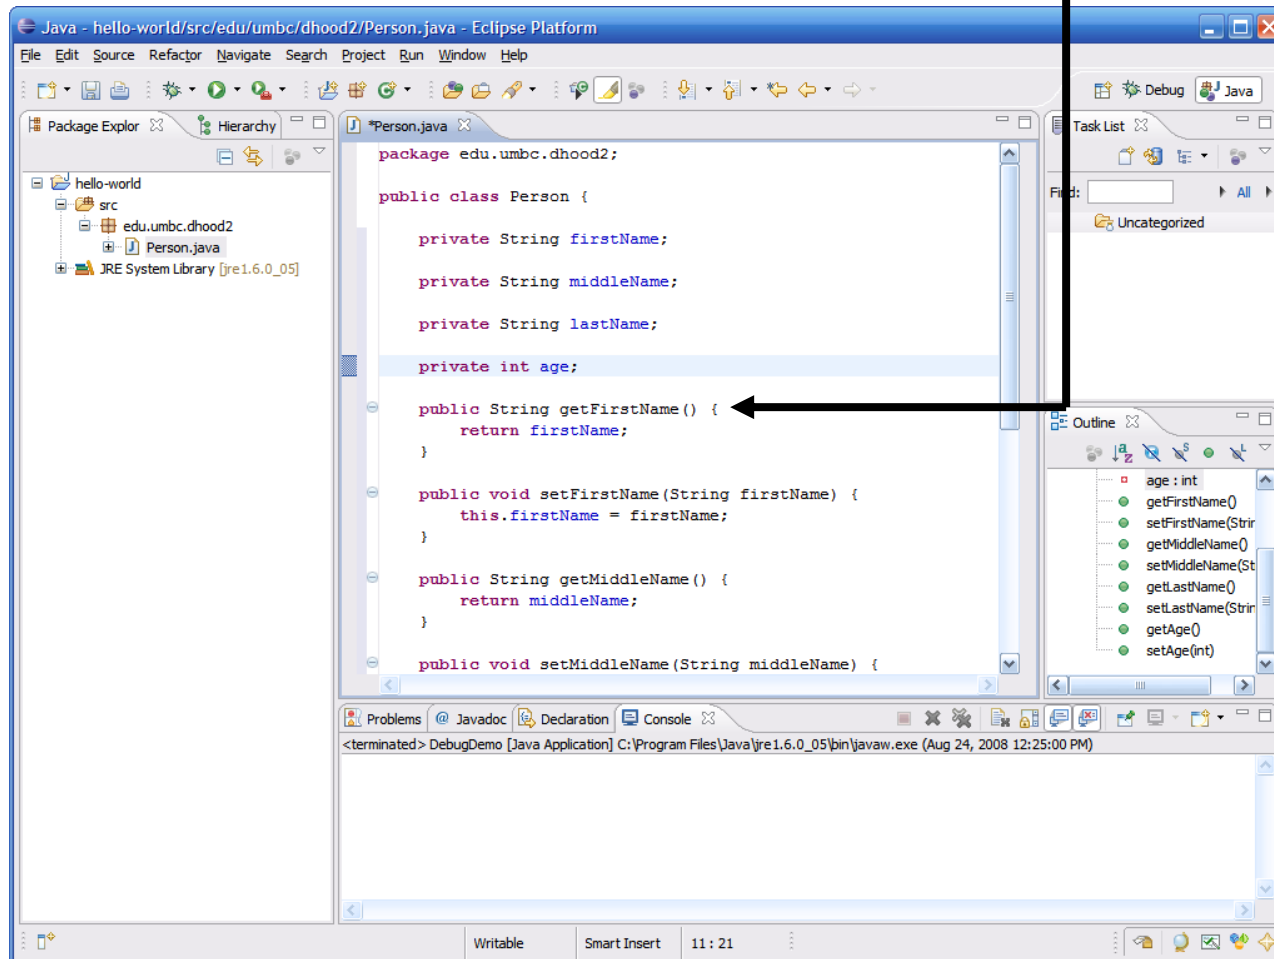 Java - hello-world/src/edu/umbc/dhood2/Person.java - Eclipse Platform
File Edit Source Refactor Navigate Search Project Run Window Help
Debug Java
Package Explor Hierarchy
hello-world
src
edu.umbc.dhood2
Person.java
JRE System Library [jre1.6.0_05]
*Person.java
package edu.umbc.dhood2;
public class Person {
private String firstName;
private String middleName;
private String lastName;
private int age;
public String getFirstName() {
return firstName;
}
public void setFirstName(String firstName) {
this.firstName = firstName;
}
public String getMiddleName() {
return middleName;
}
public void setMiddleName(String middleName) {
Task List
Find: All
Uncategorized
Outline
age : int
getFirstName()
setFirstName(Strin
getMiddleName()
setMiddleName(St
getLastName()
setLastName(Strin
getAge()
setAge(int)
Problems @ Javadoc Declaration Console
<terminated> DebugDemo [Java Application] C:\Program Files\Java\jre1.6.0_05\bin\javaw.exe (Aug 24, 2008 12:25:00 PM)
Writable Smart Insert 11 : 21